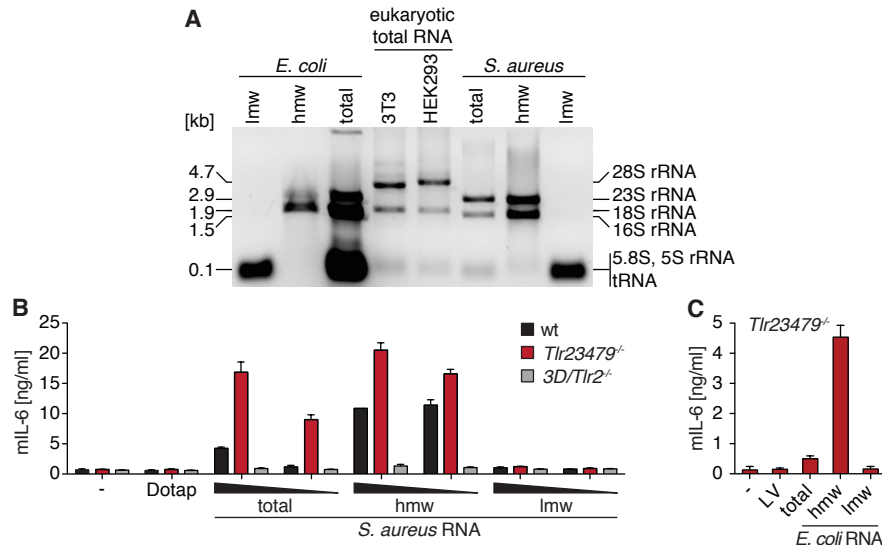 A
eukaryotic
total RNA
E. coli
S. aureus
[kb]
lmw
hmw
total
3T3
HEK293
total
hmw
lmw
4.7
2.9
1.9
1.5
0.1
28S rRNA
23S rRNA
18S rRNA
16S rRNA
5.8S, 5S rRNA
tRNA
B
mIL-6 [ng/ml]
25
20
15
10
5
0
wt
Tlr23479-/-
3D/Tlr2-/-
-
Dotap
total
hmw
lmw
S. aureus RNA
C
Tlr23479-/-
mIL-6 [ng/ml]
5
4
3
2
1
0
-
LV
total
hmw
lmw
E. coli RNA